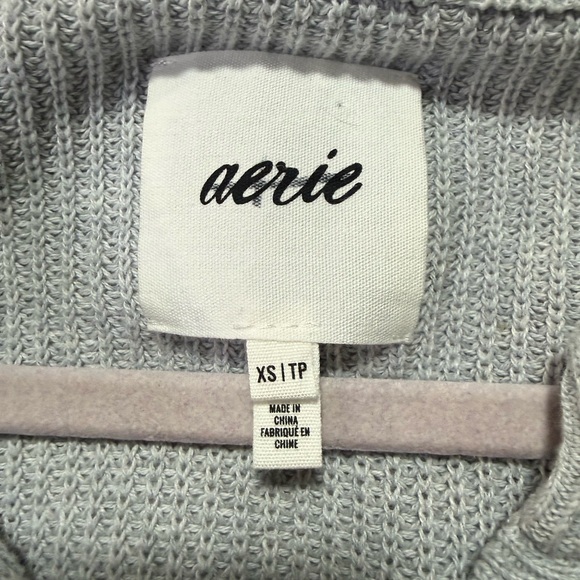 aerie
XS | TP
MADE IN
CHINA
FABRIQUÉ EN
CHINE